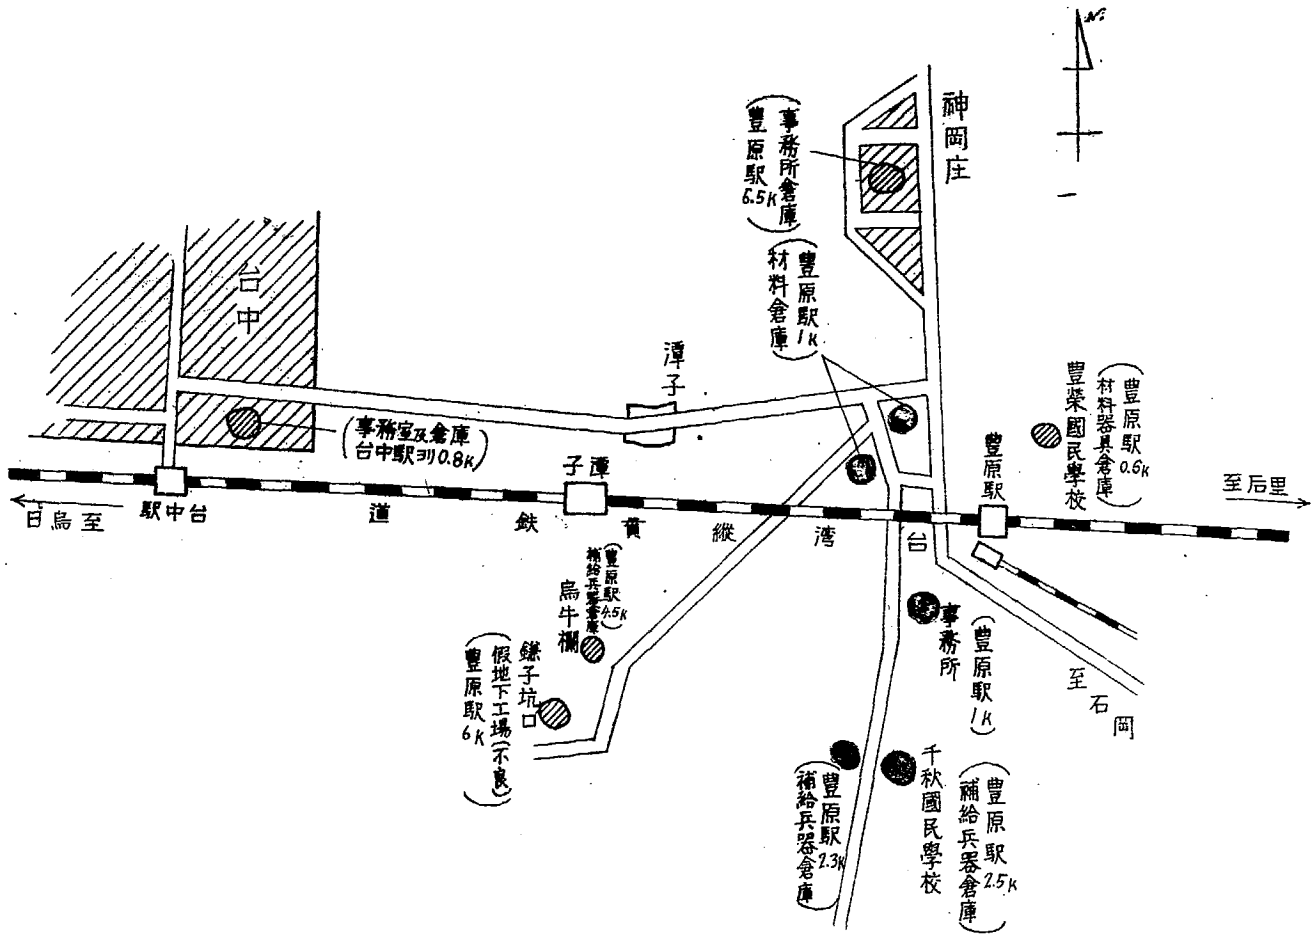 N.
神岡庄
事務所倉庫
(豊原駅 6.5K)
(豊原駅 1K
材料倉庫)
台中
潭子
(事務室及倉庫
台中駅ヨリ0.8K)
(豊原駅 0.6K
材料器具倉庫)
豊榮國民學校
豊原駅
至后里
潭子
台中駅
至烏日
台湾縦貫鉄道
(豊原駅 4.5K
補給兵器倉庫)
烏牛欄
鎌子坑口
(假地下工場(不良)
豊原駅 6K)
事務所
(豊原駅 1K)
至石岡
千秋國民學校
(豊原駅 2.5K
補給兵器倉庫)
(豊原駅 2.3K
補給兵器倉庫)